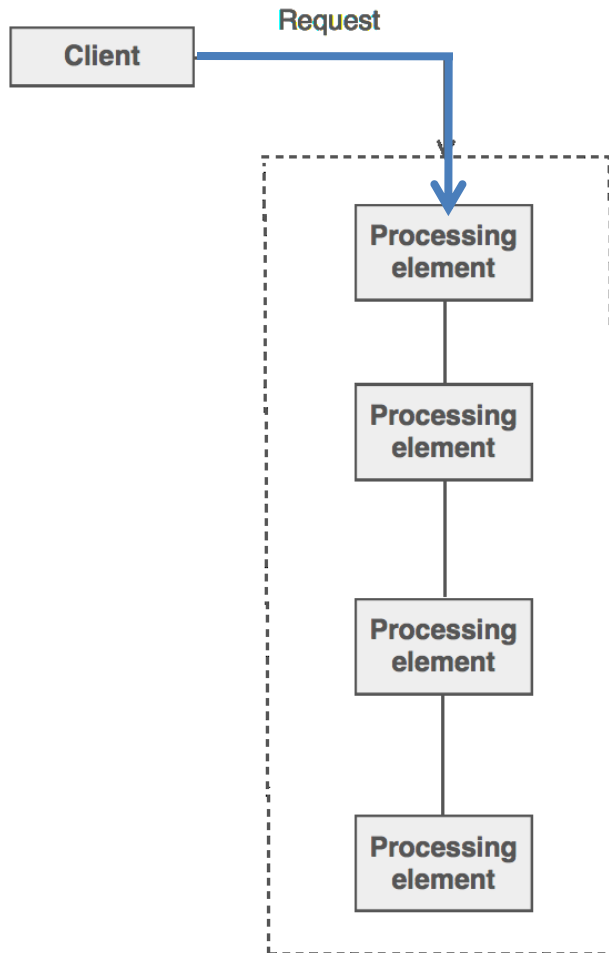 Request
Client
Processing
element
Processing
element
Processing
element
Processing
element